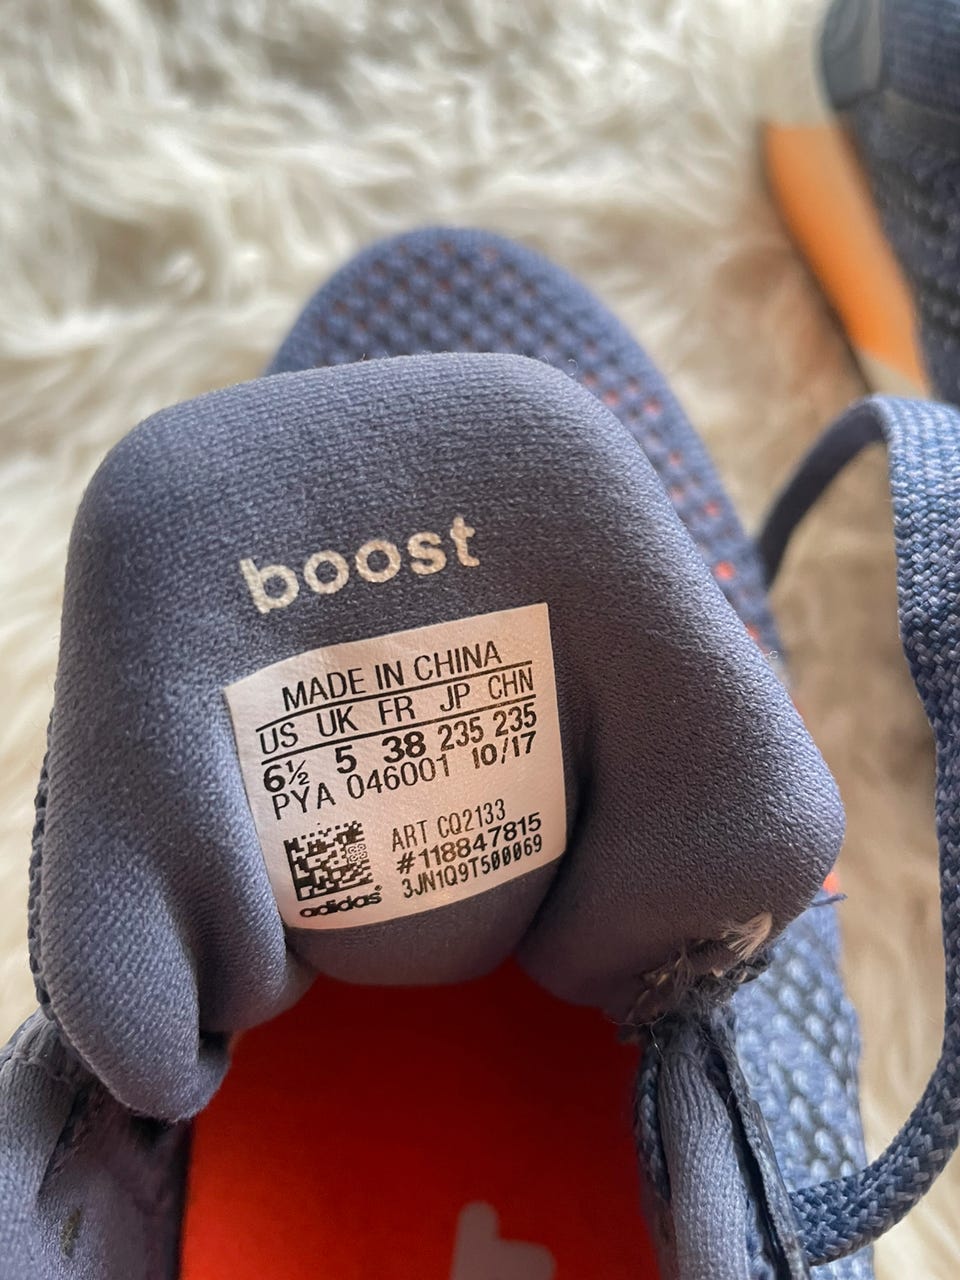 boost
MADE IN CHINA
US UK FR JP CHN
6½ 5 38 235 235
PYA 046001 10/17
ART CQ2133
#118847815
3JN1Q9T500069
adidas